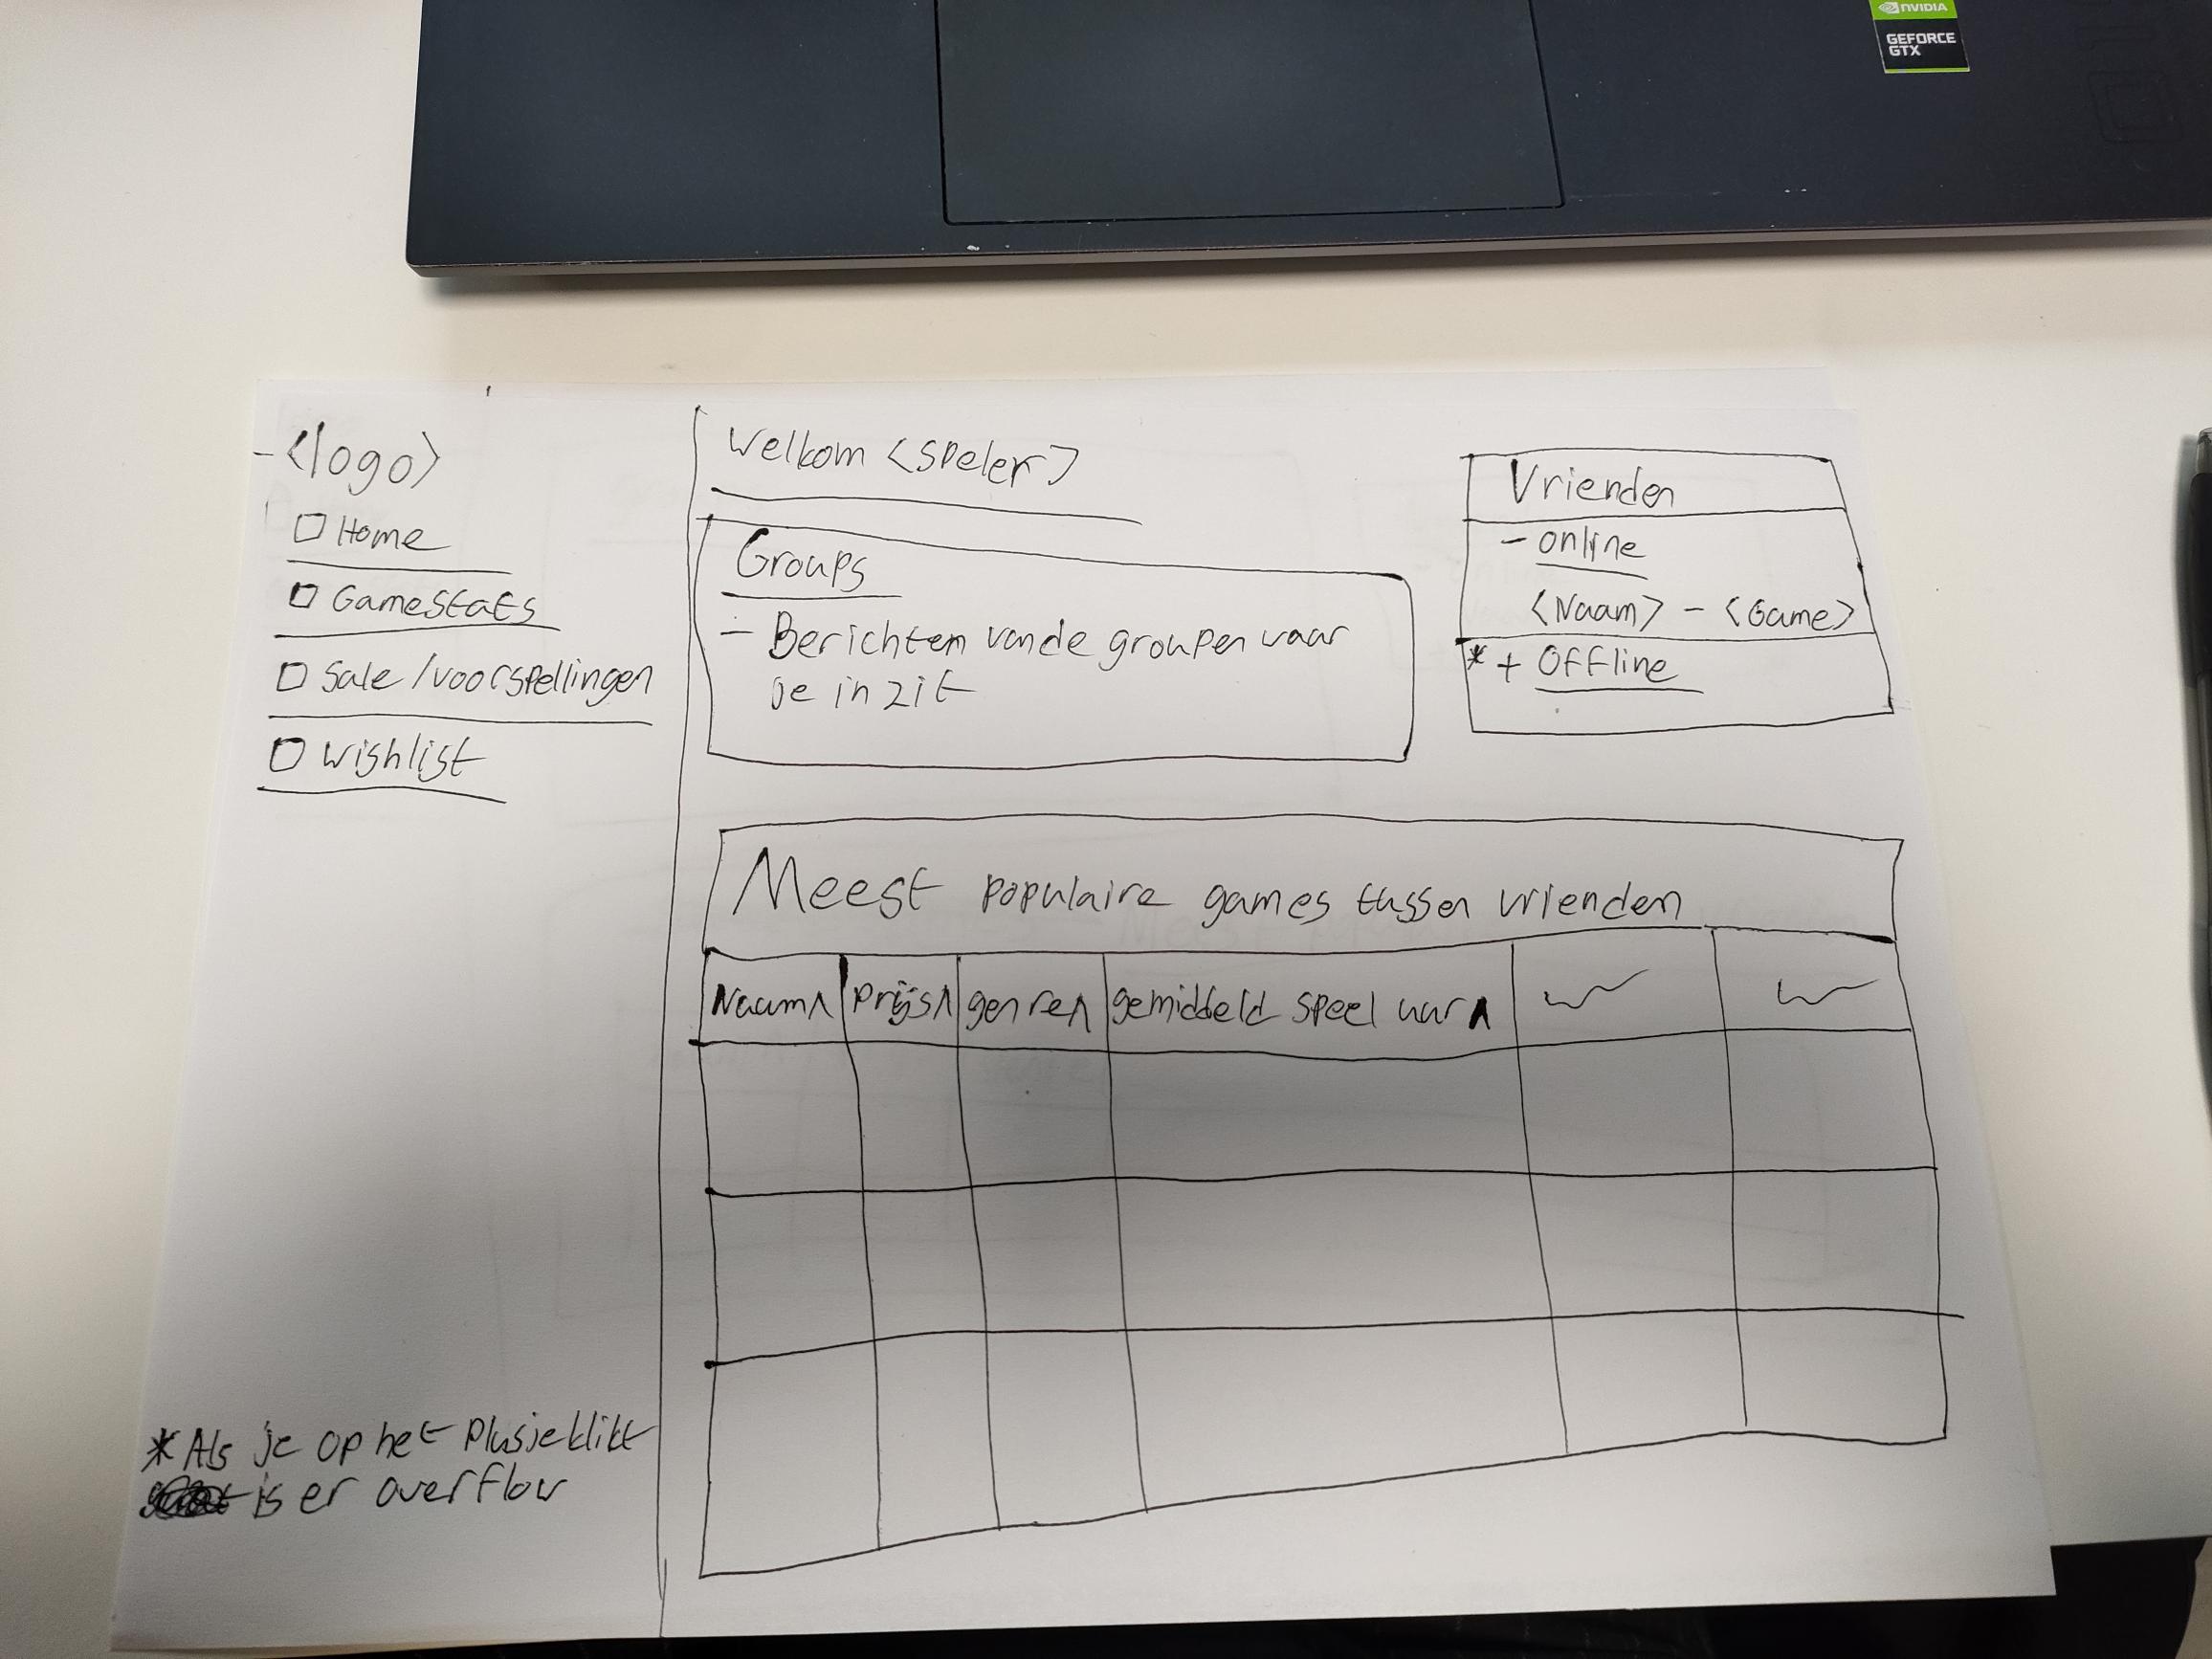 NVIDIA
GEFORCE
GTX
- <logo>
Home
Gamestats
Sale/voorspellingen
wishlist
*Als je op het plusje klikt
is er overflow
Welkom <speler>
Groups
- Berichten van de groupen waar
je in zit
Vrienden
- online
<Naam> - <Game>
* + Offline
Meest populaire games tussen vrienden
Naam ∧ prijs ∧ genre ∧ gemiddeld speel uur ∧